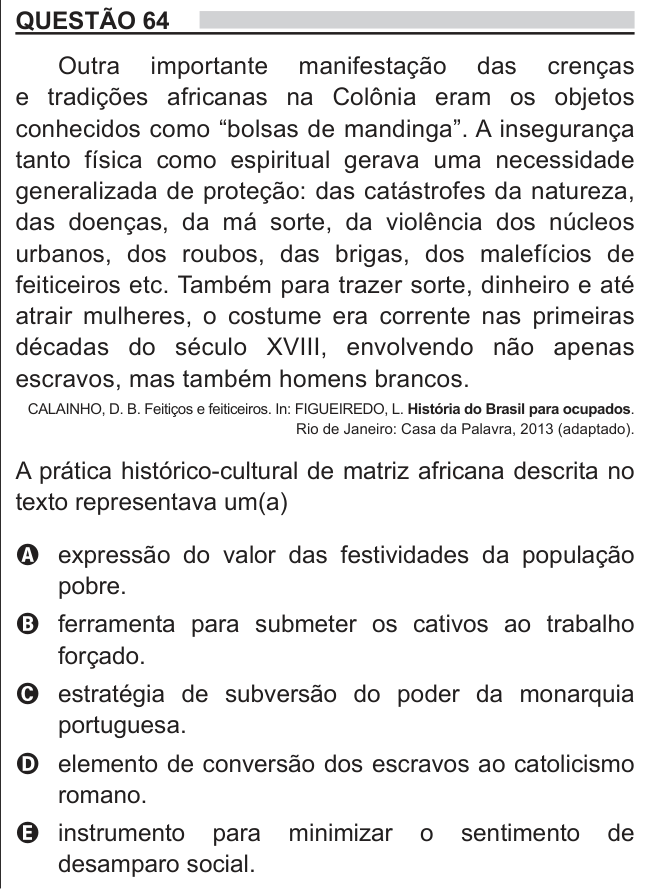 QUESTÃO 64
Outra importante manifestação das crenças
e tradições africanas na Colônia eram os objetos
conhecidos como “bolsas de mandinga”. A insegurança
tanto física como espiritual gerava uma necessidade
generalizada de proteção: das catástrofes da natureza,
das doenças, da má sorte, da violência dos núcleos
urbanos, dos roubos, das brigas, dos malefícios de
feiticeiros etc. Também para trazer sorte, dinheiro e até
atrair mulheres, o costume era corrente nas primeiras
décadas do século XVIII, envolvendo não apenas
escravos, mas também homens brancos.
CALAINHO, D. B. Feitiços e feiticeiros. In: FIGUEIREDO, L. História do Brasil para ocupados.
Rio de Janeiro: Casa da Palavra, 2013 (adaptado).
A prática histórico-cultural de matriz africana descrita no
texto representava um(a)
A expressão do valor das festividades da população
pobre.
B ferramenta para submeter os cativos ao trabalho
forçado.
C estratégia de subversão do poder da monarquia
portuguesa.
D elemento de conversão dos escravos ao catolicismo
romano.
E instrumento para minimizar o sentimento de
desamparo social.